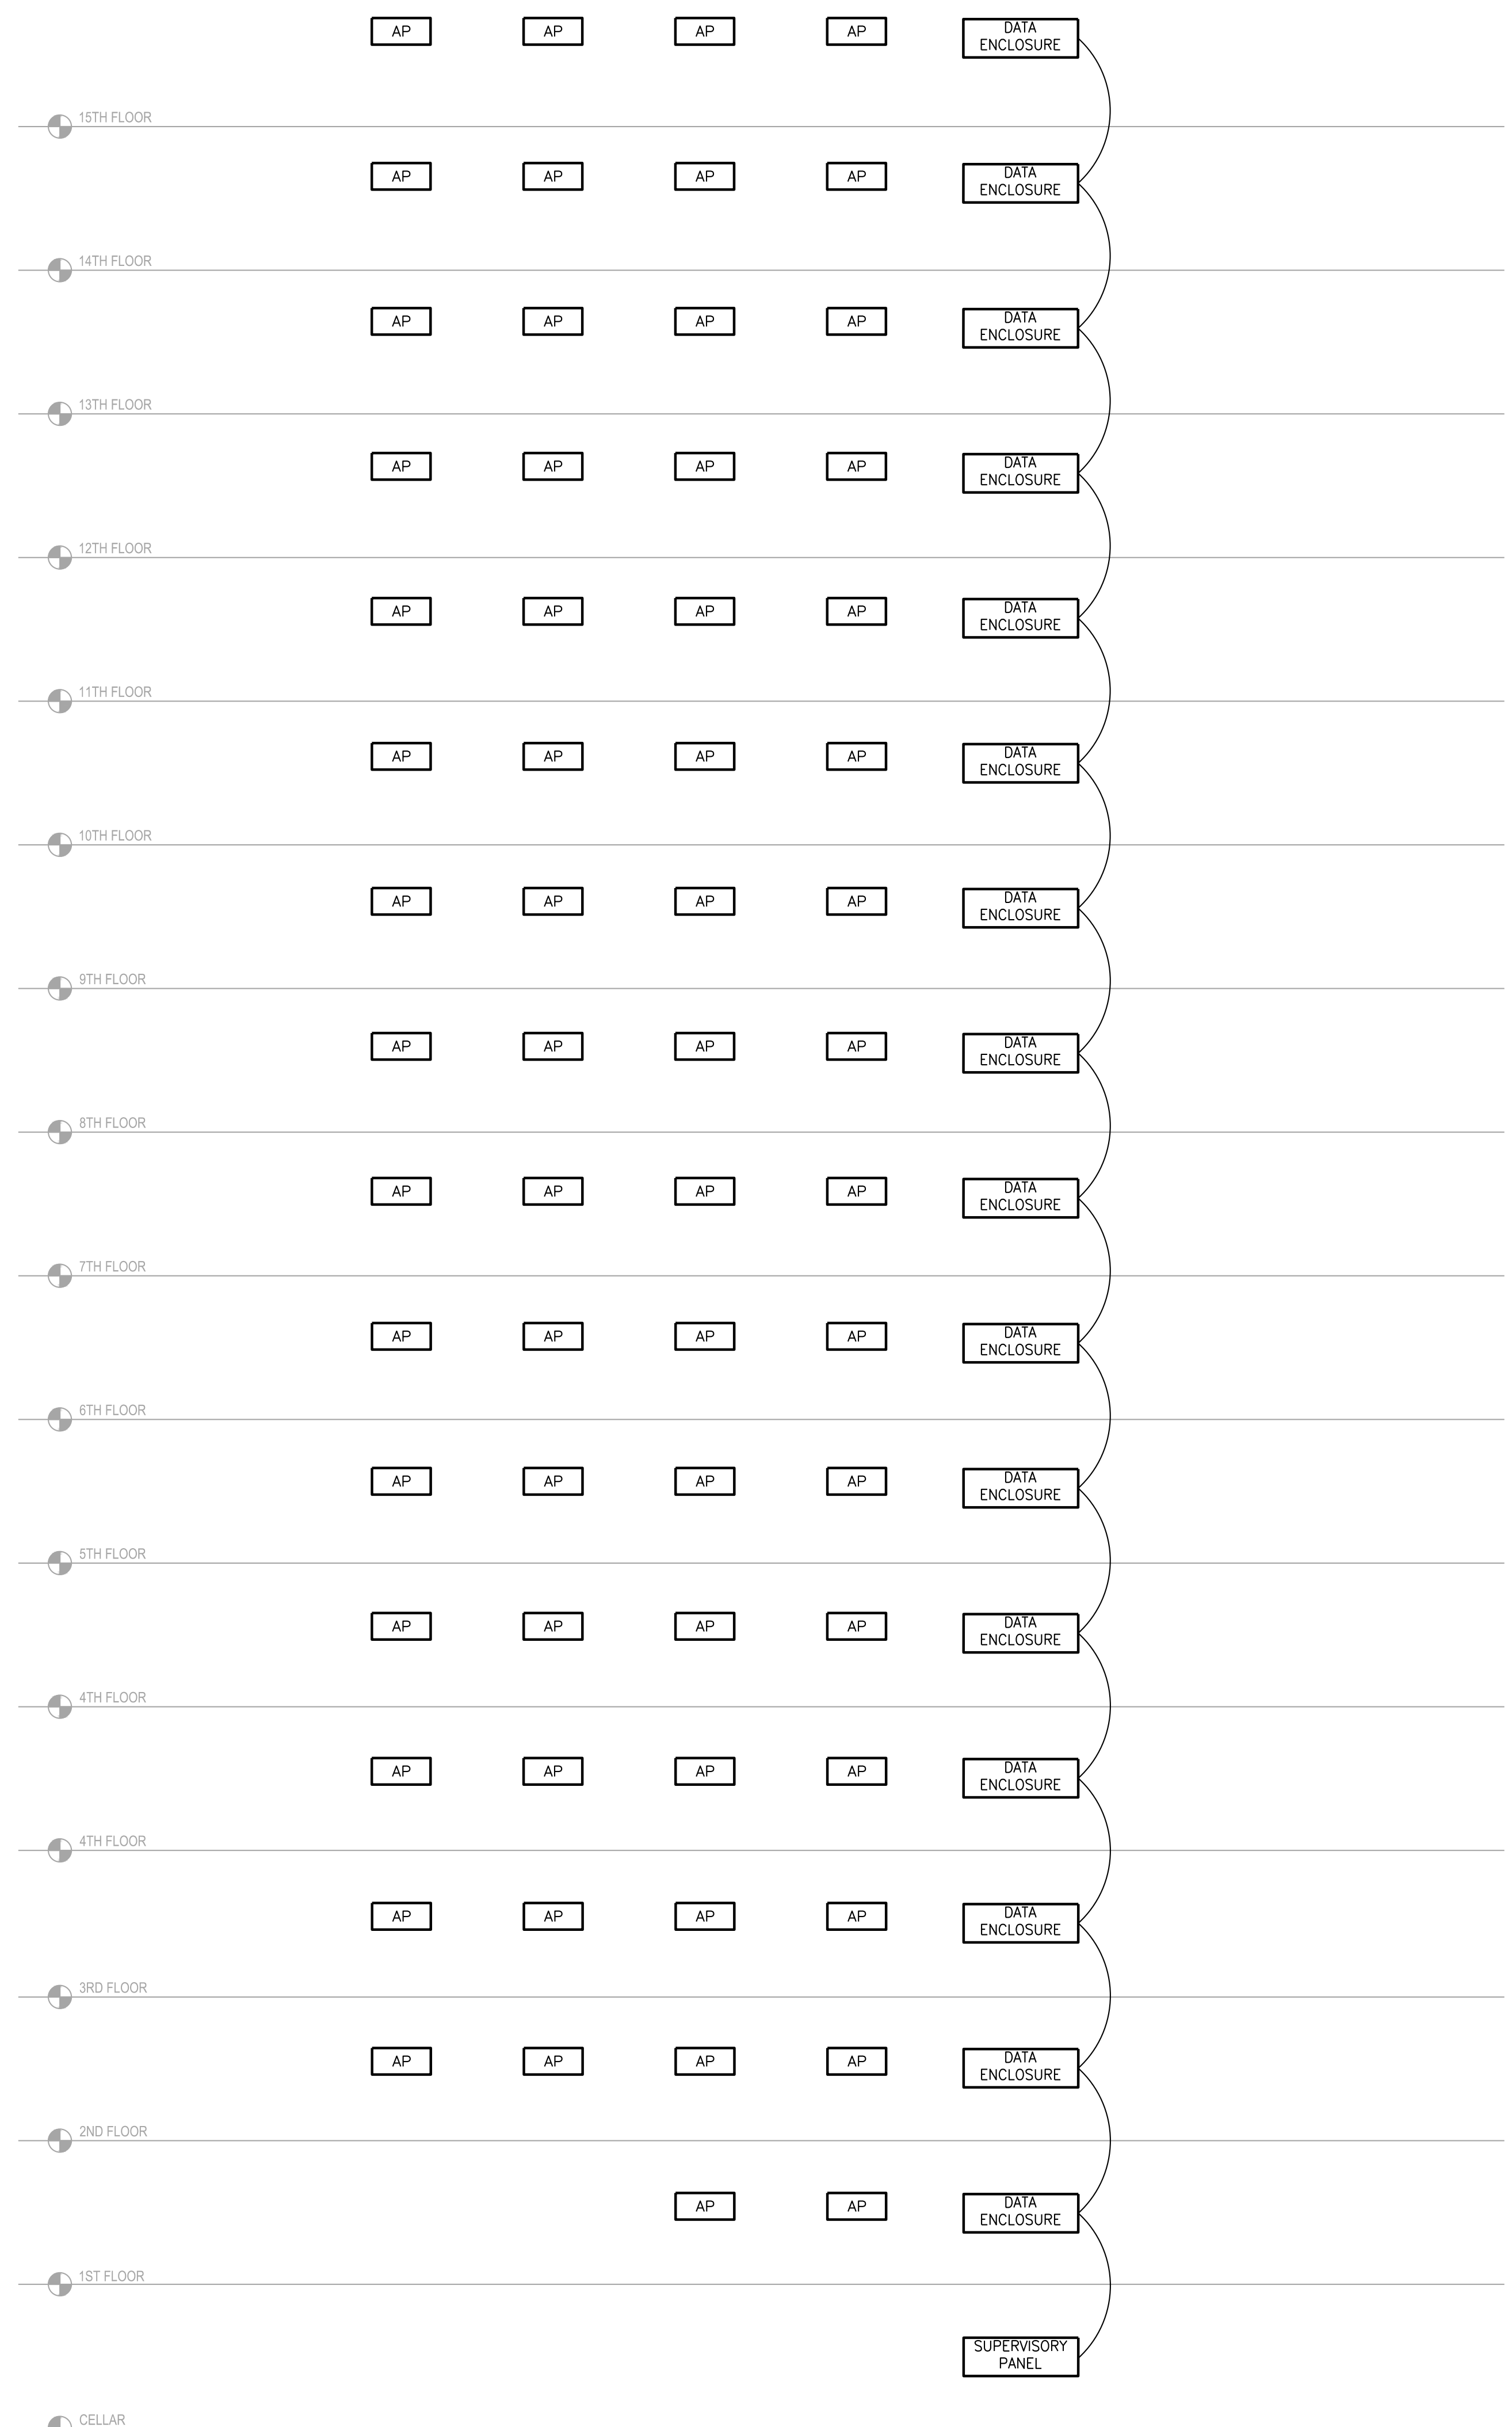 AP AP AP AP DATA
ENCLOSURE
15TH FLOOR
AP AP AP AP DATA
ENCLOSURE
14TH FLOOR
AP AP AP AP DATA
ENCLOSURE
13TH FLOOR
AP AP AP AP DATA
ENCLOSURE
12TH FLOOR
AP AP AP AP DATA
ENCLOSURE
11TH FLOOR
AP AP AP AP DATA
ENCLOSURE
10TH FLOOR
AP AP AP AP DATA
ENCLOSURE
9TH FLOOR
AP AP AP AP DATA
ENCLOSURE
8TH FLOOR
AP AP AP AP DATA
ENCLOSURE
7TH FLOOR
AP AP AP AP DATA
ENCLOSURE
6TH FLOOR
AP AP AP AP DATA
ENCLOSURE
5TH FLOOR
AP AP AP AP DATA
ENCLOSURE
4TH FLOOR
AP AP AP AP DATA
ENCLOSURE
4TH FLOOR
AP AP AP AP DATA
ENCLOSURE
3RD FLOOR
AP AP AP AP DATA
ENCLOSURE
2ND FLOOR
AP AP DATA
ENCLOSURE
1ST FLOOR
SUPERVISORY
PANEL
CELLAR